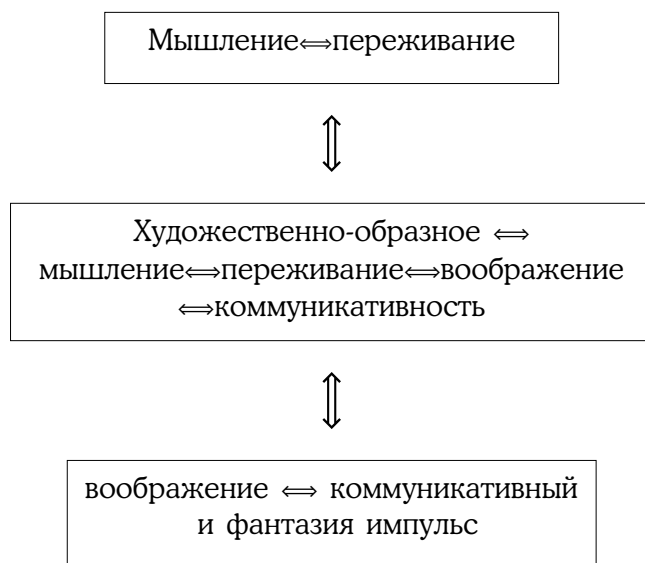 Мышление⟺переживание
Художественно-образное ⟺
мышление⟺переживание⟺воображение
⟺коммуникативность
воображение ⟺ коммуникативный
и фантазия импульс